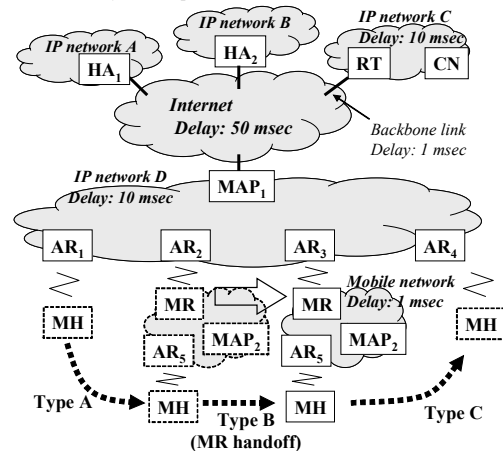 IP network B
IP network A
IP network C
Delay: 10 msec
HA1
HA2
RT
CN
Internet
Delay: 50 msec
Backbone link
Delay: 1 msec
IP network D
Delay: 10 msec
MAP1
AR1
AR2
AR3
AR4
MR
MR
Mobile network
Delay: 1 msec
MH
MAP2
MAP2
MH
AR5
AR5
Type A
MH
Type B
(MR handoff)
MH
Type C